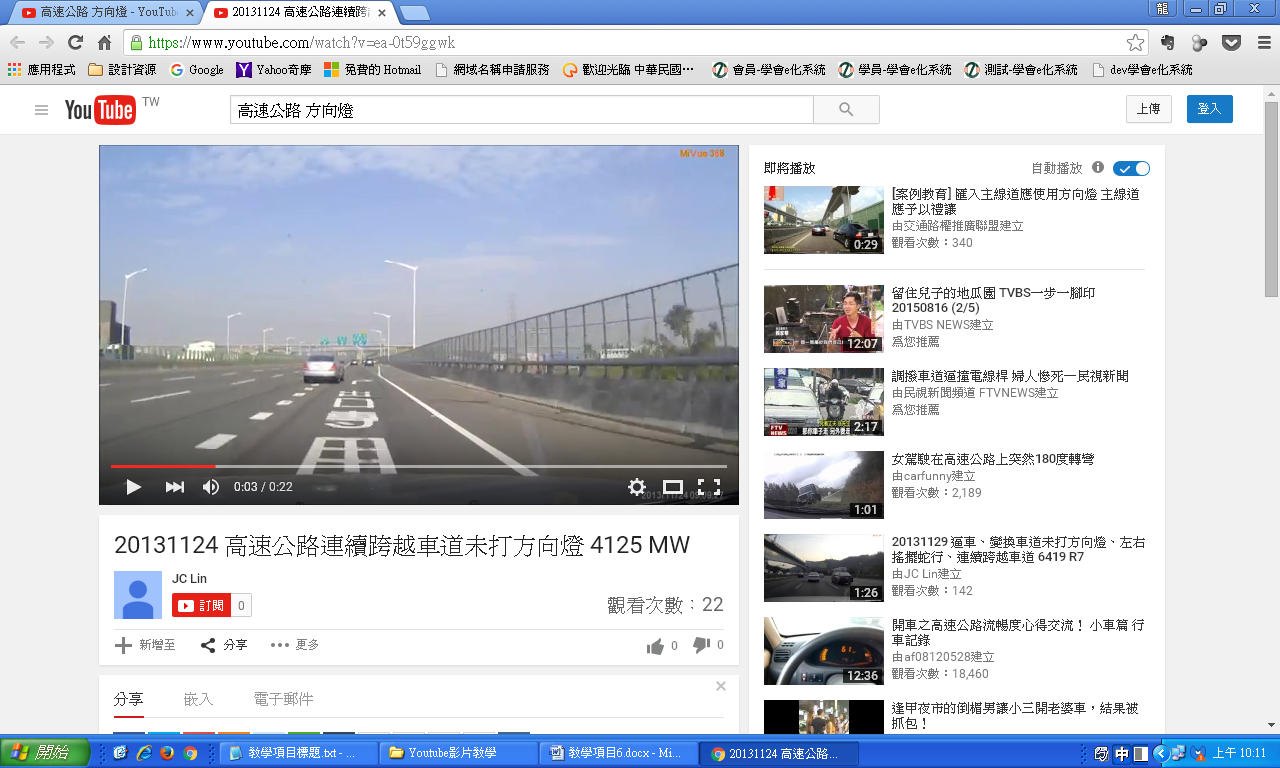 高速公路 方向燈 - YouTube
20131124 高速公路連續跨
龍
https://www.youtube.com/watch?v=ea-0t59ggwk
應用程式 設計資源 Google Yahoo奇摩 免費的 Hotmail 網域名稱申請服務 歡迎光臨 中華民國… 會員-學會e化系統 學員-學會e化系統 測試-學會e化系統 dev學會e化系統
YouTube TW
高速公路 方向燈
上傳
登入
MiVue 368
0:03 / 0:22
20131124 高速公路連續跨越車道未打方向燈 4125 MW
JC Lin
訂閱 0
觀看次數：22
新增至 分享 更多 0 0
分享 嵌入 電子郵件
即將播放 自動播放
0:29
[案例教育] 匯入主線道應使用方向燈 主線道
應予以禮讓
由交通路權推廣聯盟建立
觀看次數：340
12:07
留住兒子的地瓜園 TVBS一步一腳印
20150816 (2/5)
由TVBS NEWS建立
為您推薦
FTV
NEWS
2:17
調撥車道逼撞電線桿 婦人慘死—民視新聞
由民視新聞頻道 FTVNEWS建立
為您推薦
1:01
女駕駛在高速公路上突然180度轉彎
由carfunny建立
觀看次數：2,189
1:26
20131129 逼車、變換車道未打方向燈、左右
搖擺蛇行、連續跨越車道 6419 R7
由JC Lin建立
觀看次數：142
12:36
開車之高速公路流暢度心得交流！ 小車篇 行
車記錄
由af08120528建立
觀看次數：18,460
逢甲夜市的倒楣男讓小三開老婆車，結果被
抓包！
開始
教學項目標題.txt - ...
Youtube影片教學
教學項目6.docx - Mi...
20131124 高速公路...
中
上午 10:11